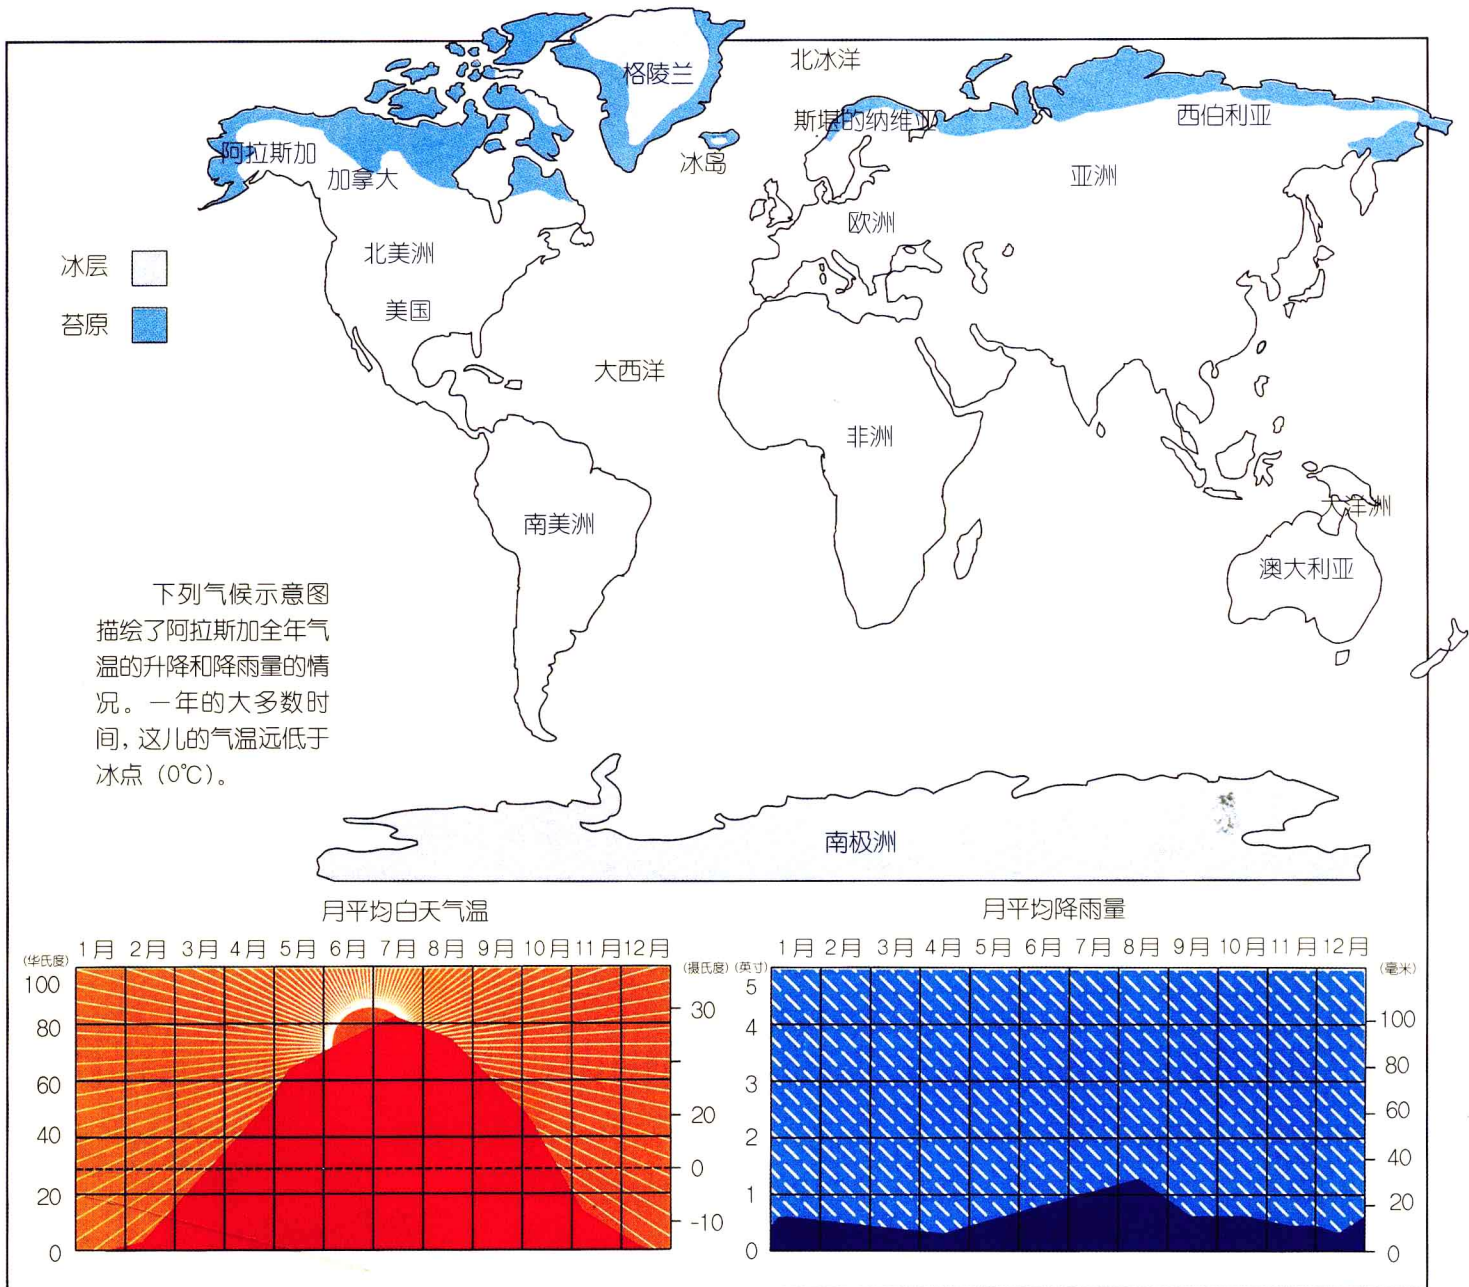 北冰洋
格陵兰
斯堪的纳维亚
西伯利亚
阿拉斯加
冰岛
加拿大
亚洲
欧洲
北美洲
冰层
美国
苔原
大西洋
非洲
大洋洲
南美洲
澳大利亚
下列气候示意图
描绘了阿拉斯加全年气
温的升降和降雨量的情
况。一年的大多数时
间，这儿的气温远低于
冰点（0℃）。
南极洲
月平均白天气温
1月 2月 3月 4月 5月 6月 7月 8月 9月 10月 11月 12月
(华氏度)
100
80
60
40
20
0
(摄氏度)
30
20
0
-10
月平均降雨量
1月 2月 3月 4月 5月 6月 7月 8月 9月 10月 11月 12月
(英寸)
5
4
3
2
1
0
(毫米)
100
80
60
40
20
0